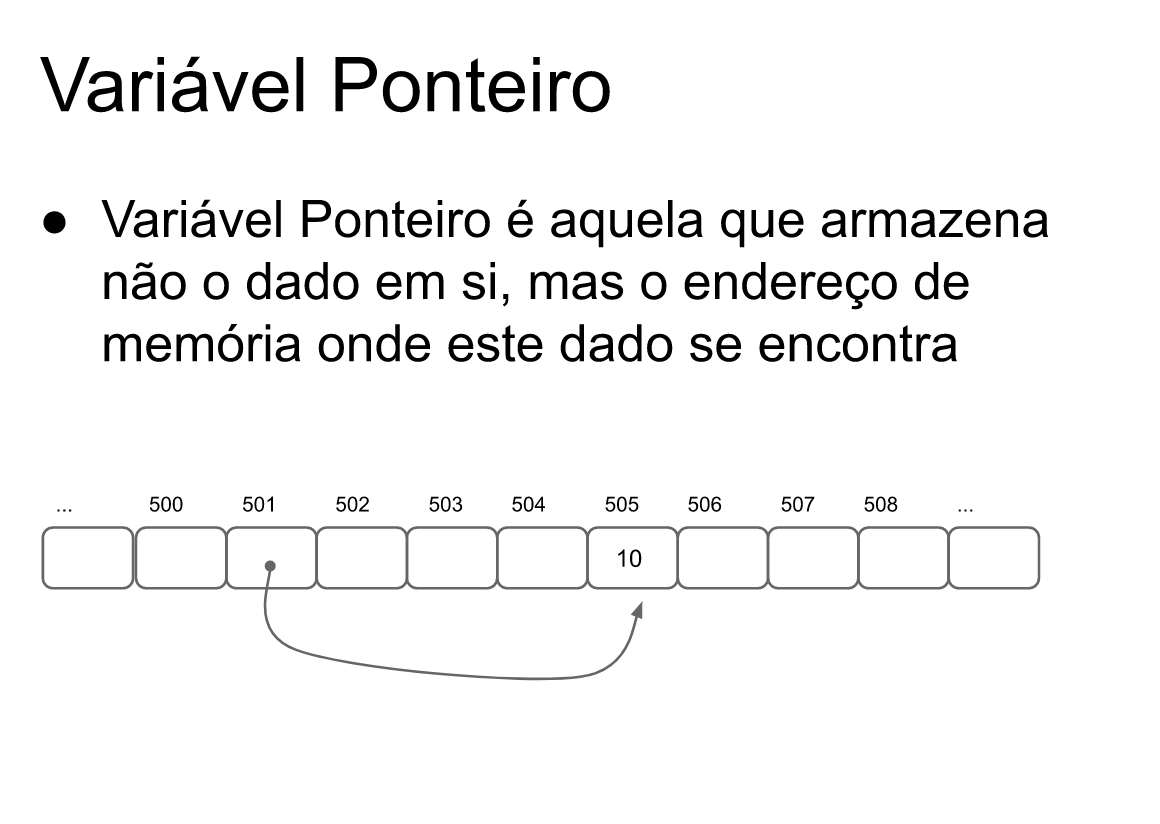 Variável Ponteiro
● Variável Ponteiro é aquela que armazena
não o dado em si, mas o endereço de
memória onde este dado se encontra
... 500 501 502 503 504 505 506 507 508 ...
10